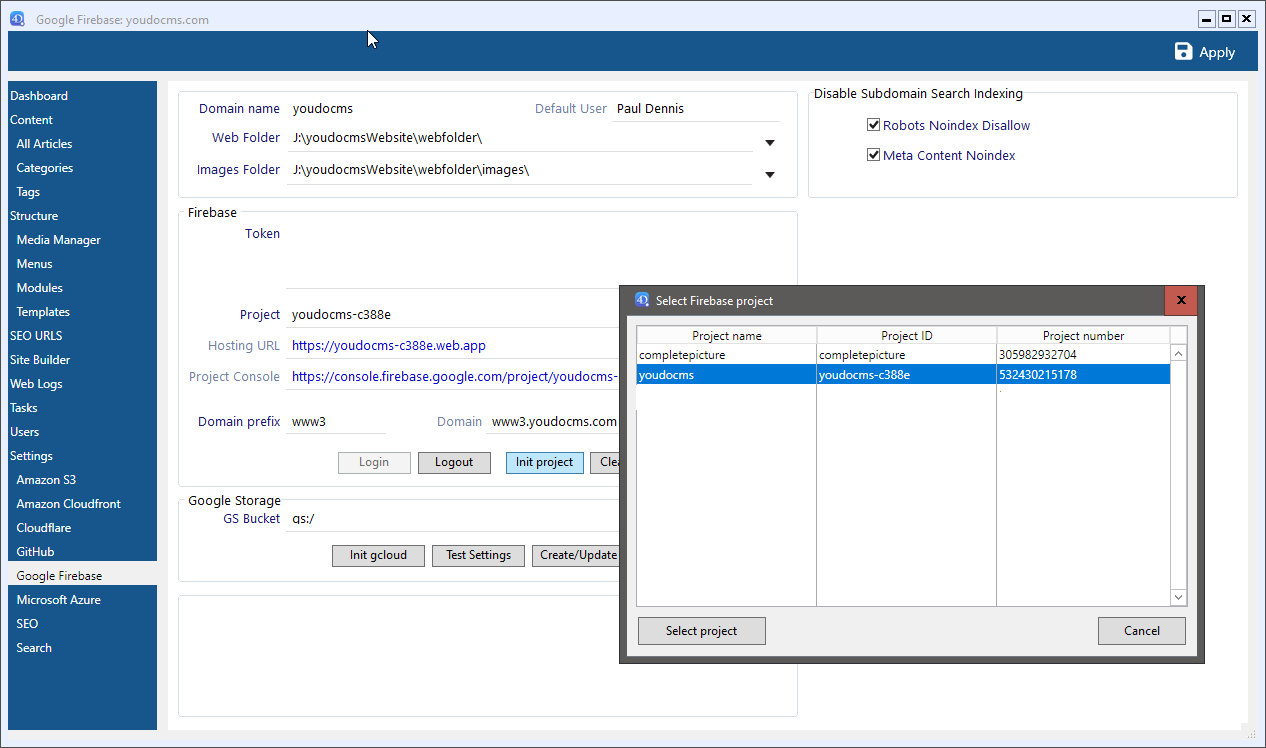 Google Firebase: youdocms.com
Apply
Dashboard
Content
All Articles
Categories
Tags
Structure
Media Manager
Menus
Modules
Templates
SEO URLS
Site Builder
Web Logs
Tasks
Users
Settings
Amazon S3
Amazon Cloudfront
Cloudflare
GitHub
Google Firebase
Microsoft Azure
SEO
Search
Domain name youdocms Default User Paul Dennis
Web Folder J:\youdocmsWebsite\webfolder\
Images Folder J:\youdocmsWebsite\webfolder\images\
Disable Subdomain Search Indexing
Robots Noindex Disallow
Meta Content Noindex
Firebase
Token
Project youdocms-c388e
Hosting URL https://youdocms-c388e.web.app
Project Console https://console.firebase.google.com/project/youdocms-
Domain prefix www3 Domain www3.youdocms.com
Login Logout Init project Clea
Google Storage
GS Bucket gs:/
Init gcloud Test Settings Create/Update
Select Firebase project
Project name Project ID Project number
completepicture completepicture 305982932704
youdocms youdocms-c388e 532430215178
Select project Cancel